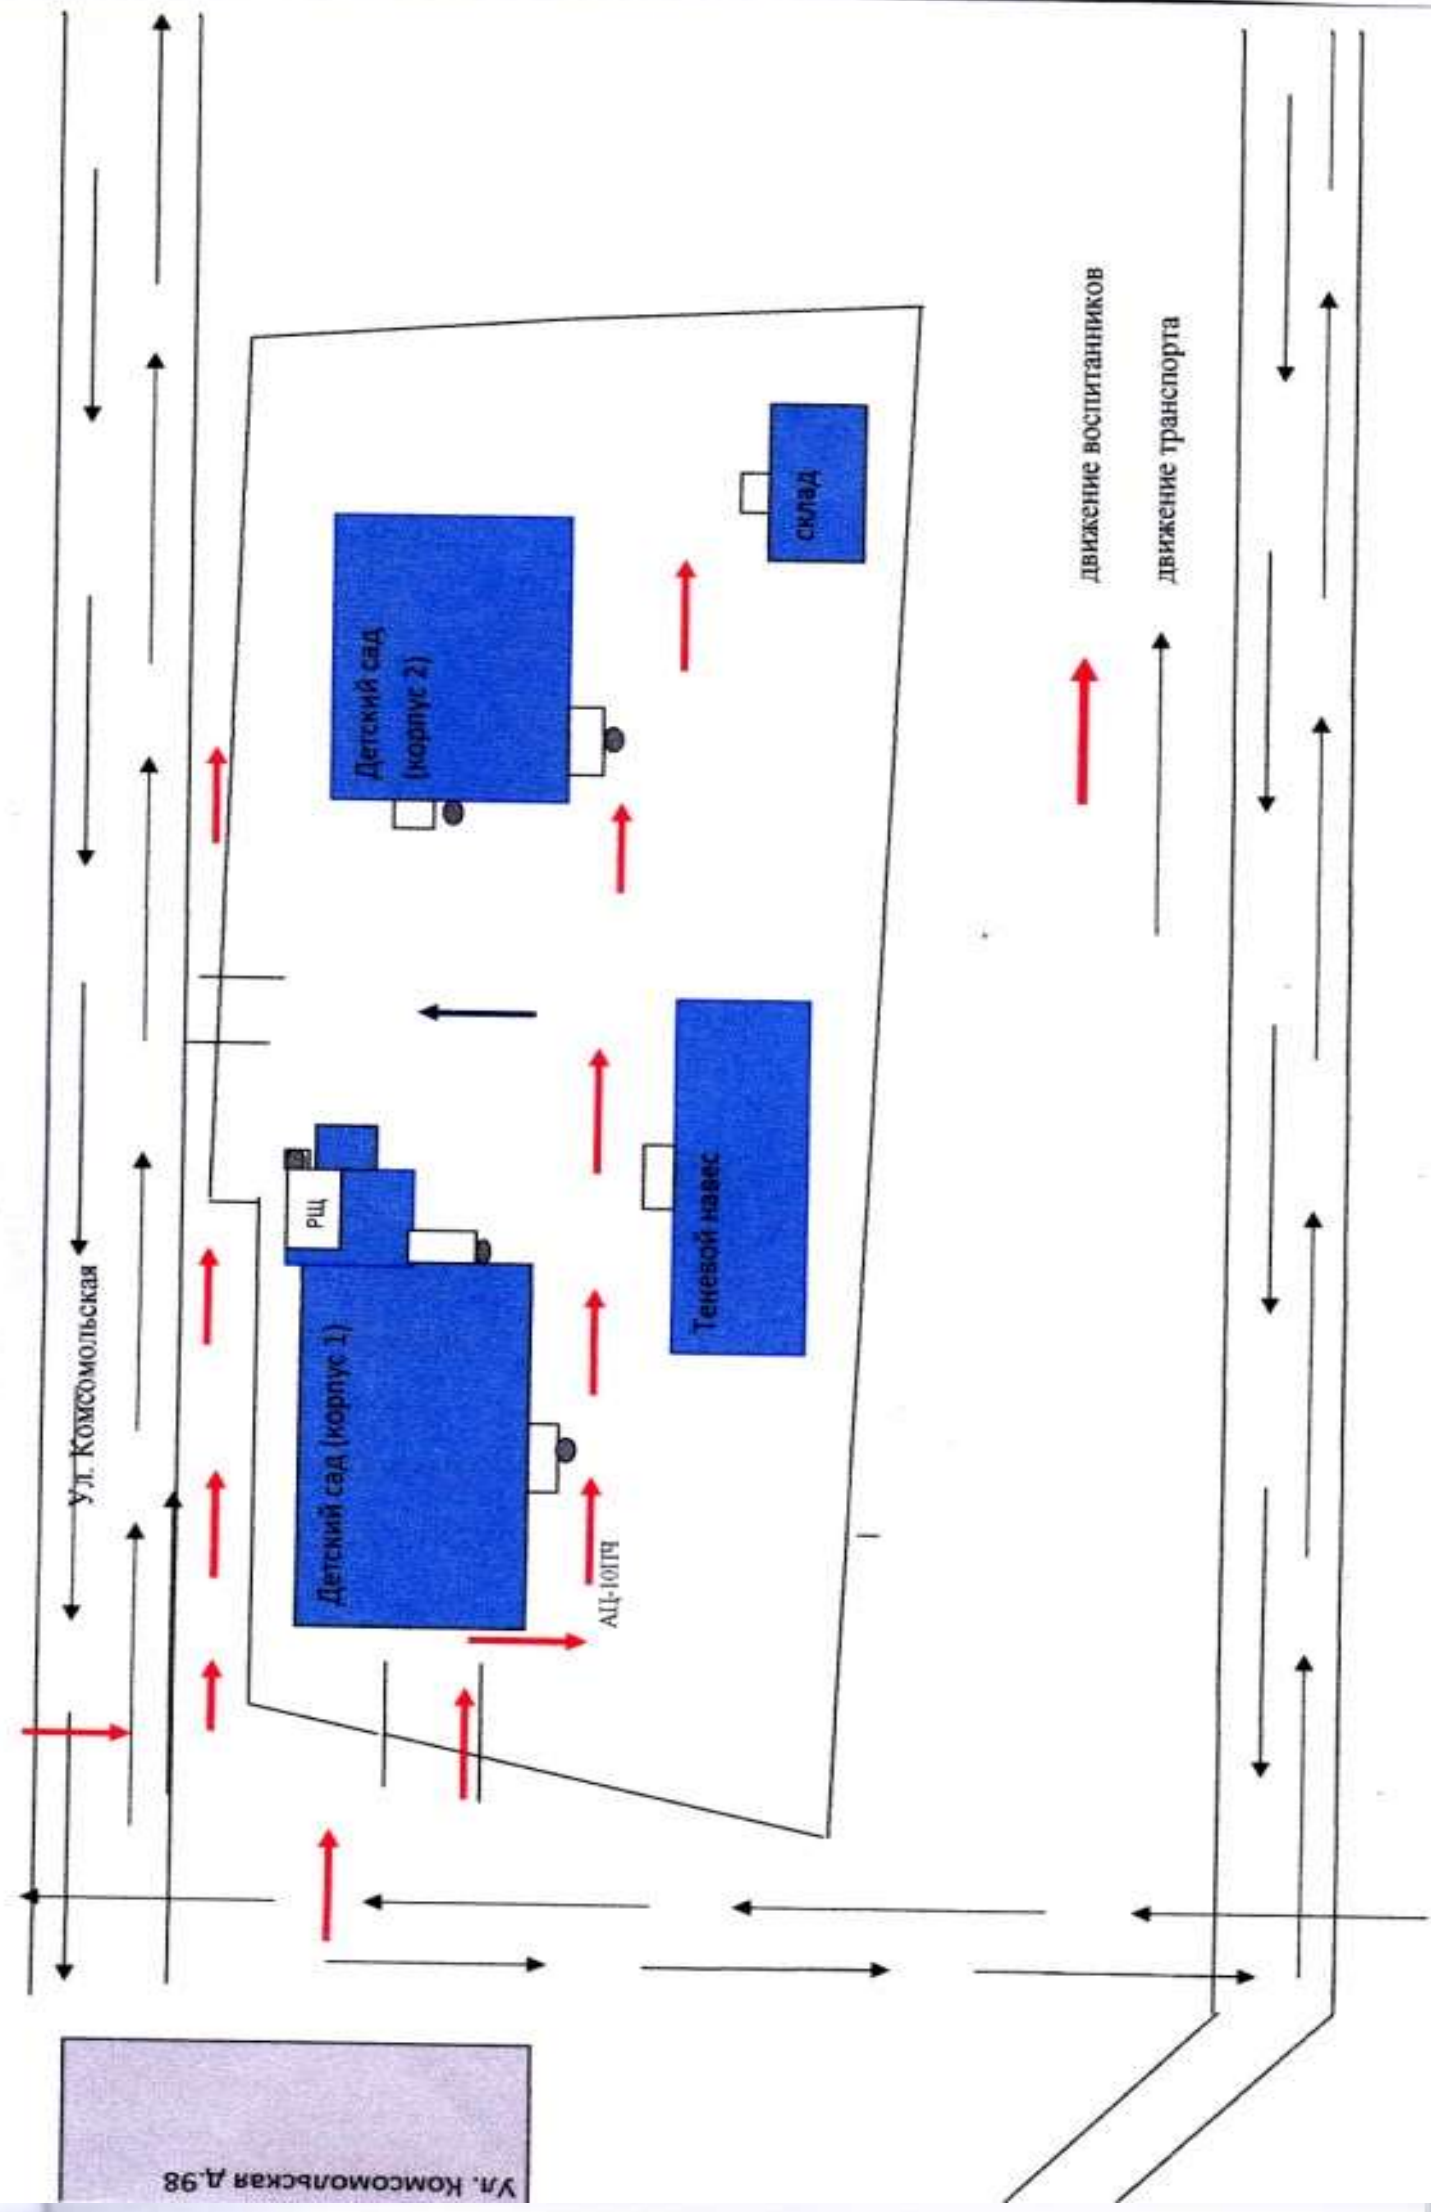 Ул. Комсомольская
Детский сад
(корпус 2)
склад
РЩ
Детский сад (корпус 1)
Теневой навес
АЦ-10ПЧ
движение воспитанников
движение транспорта
Ул. Комсомольская д.98